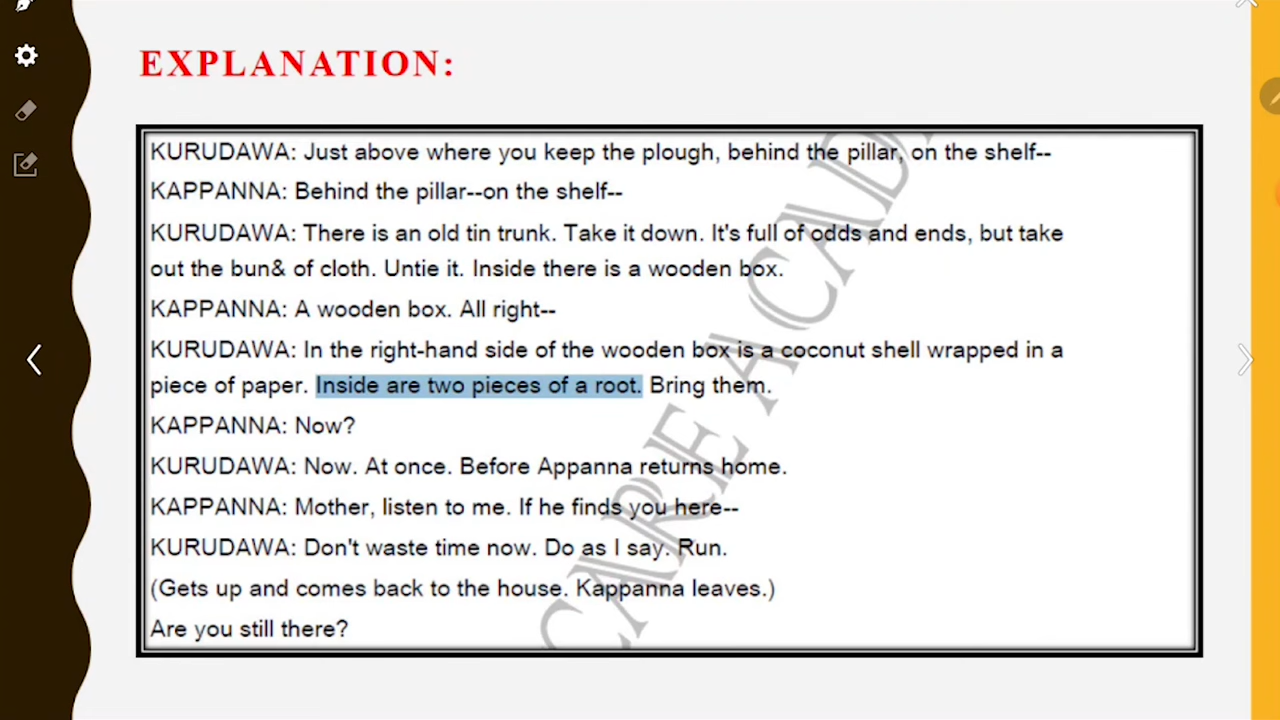 EXPLANATION:
KURUDAWA: Just above where you keep the plough, behind the pillar, on the shelf--
KAPPANNA: Behind the pillar--on the shelf--
KURUDAWA: There is an old tin trunk. Take it down. It's full of odds and ends, but take
out the bun& of cloth. Untie it. Inside there is a wooden box.
KAPPANNA: A wooden box. All right--
KURUDAWA: In the right-hand side of the wooden box is a coconut shell wrapped in a
piece of paper. Inside are two pieces of a root. Bring them.
KAPPANNA: Now?
KURUDAWA: Now. At once. Before Appanna returns home.
KAPPANNA: Mother, listen to me. If he finds you here--
KURUDAWA: Don't waste time now. Do as I say. Run.
(Gets up and comes back to the house. Kappanna leaves.)
Are you still there?